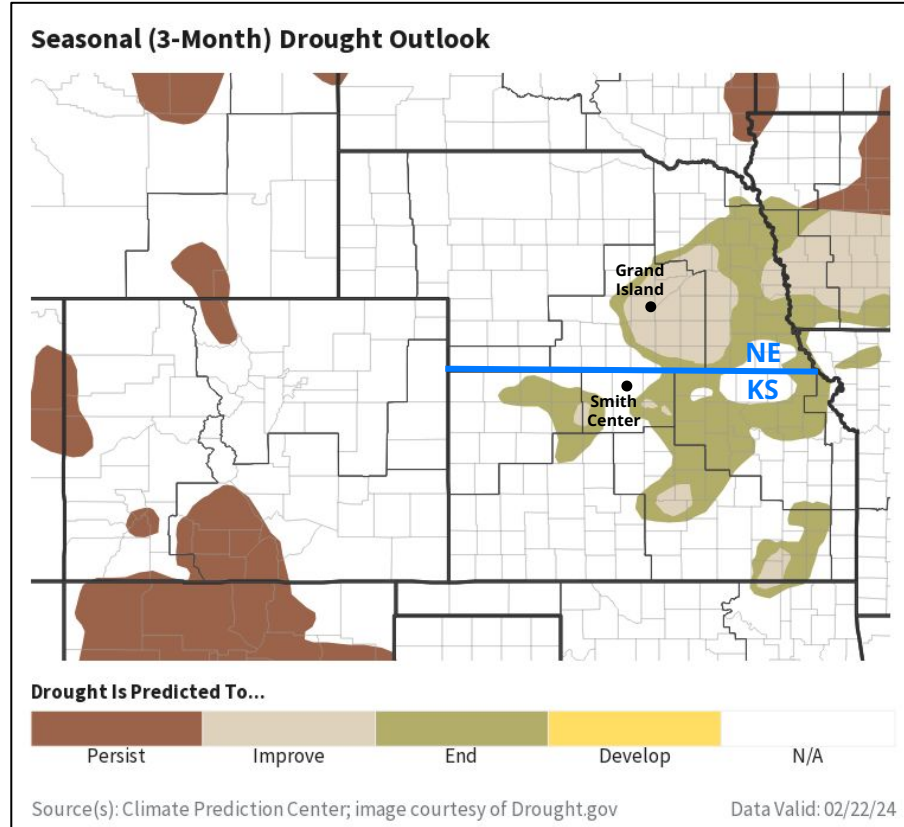 Seasonal (3-Month) Drought Outlook
Grand
Island
NE
KS
Smith
Center
Drought Is Predicted To...
Persist
Improve
End
Develop
N/A
Source(s): Climate Prediction Center; image courtesy of Drought.gov
Data Valid: 02/22/24